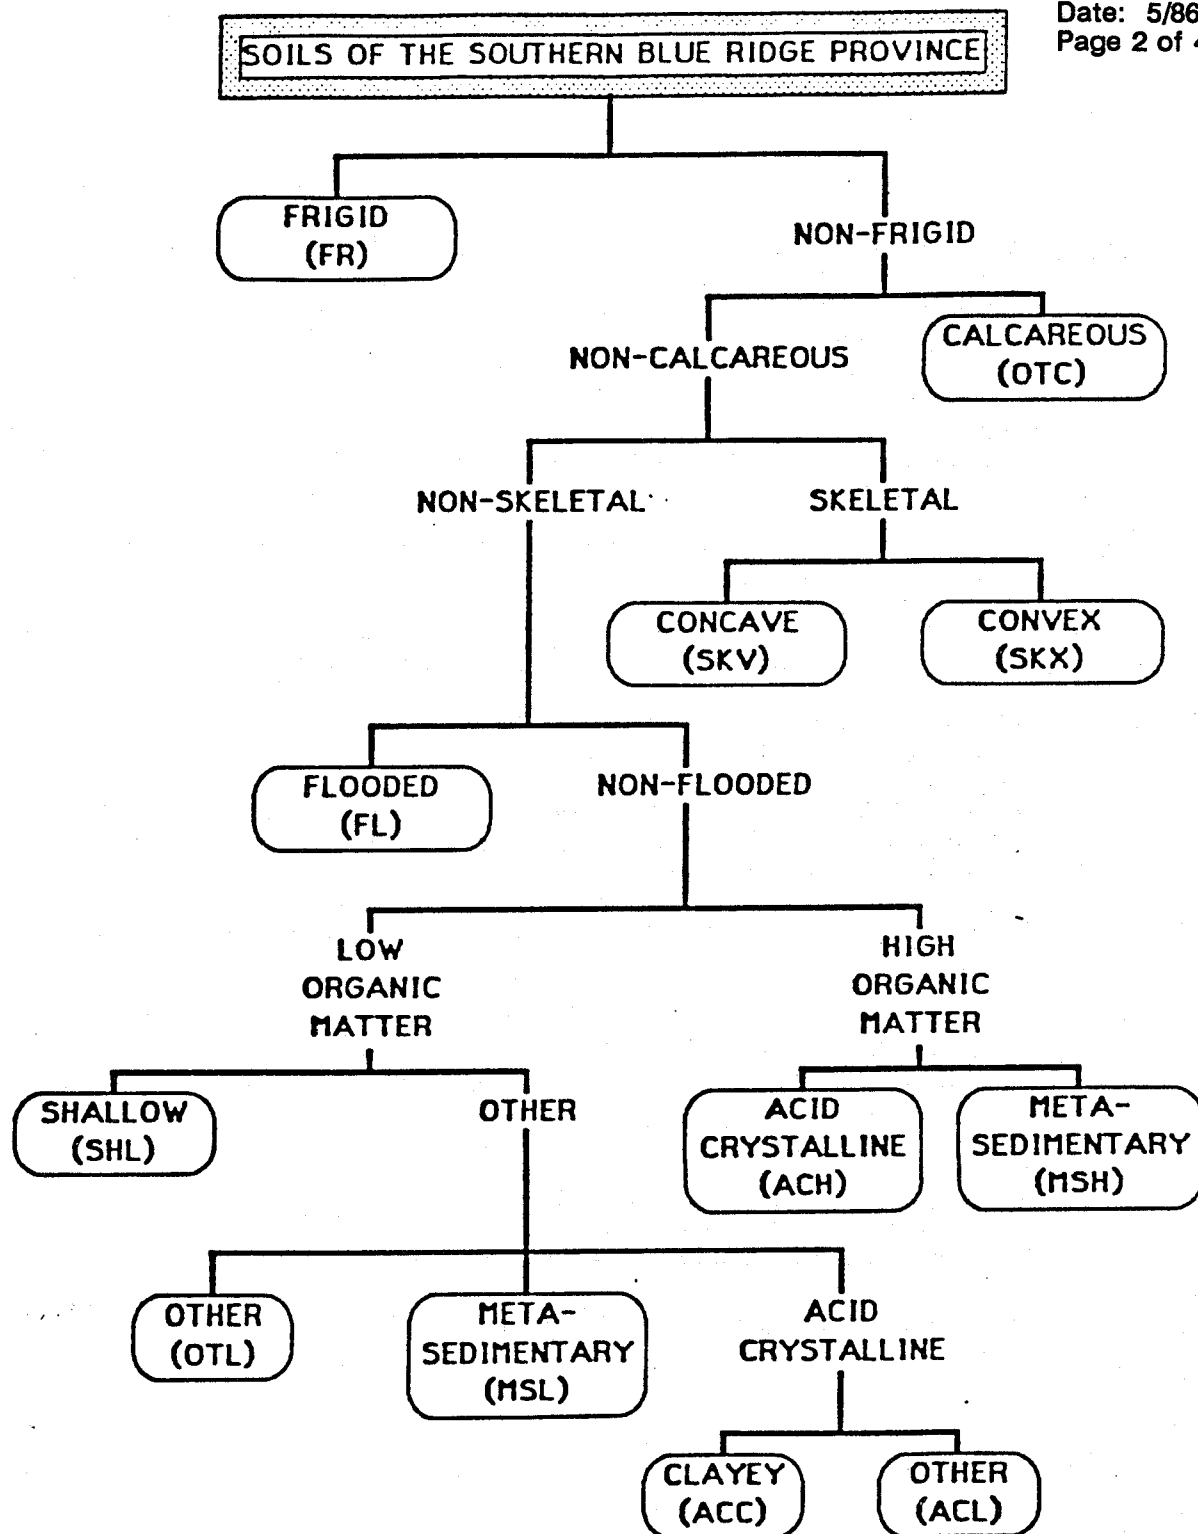 Date: 5/86
Page 2 of
SOILS OF THE SOUTHERN BLUE RIDGE PROVINCE
FRIGID
(FR)
NON-FRIGID
NON-CALCAREOUS
CALCAREOUS
(OTC)
NON-SKELETAL
SKELETAL
CONCAVE
(SKV)
CONVEX
(SKX)
FLOODED
(FL)
NON-FLOODED
LOW
ORGANIC
MATTER
HIGH
ORGANIC
MATTER
SHALLOW
(SHL)
OTHER
ACID
CRYSTALLINE
(ACH)
META-
SEDIMENTARY
(MSH)
OTHER
(OTL)
META-
SEDIMENTARY
(MSL)
ACID
CRYSTALLINE
CLAYEY
(ACC)
OTHER
(ACL)